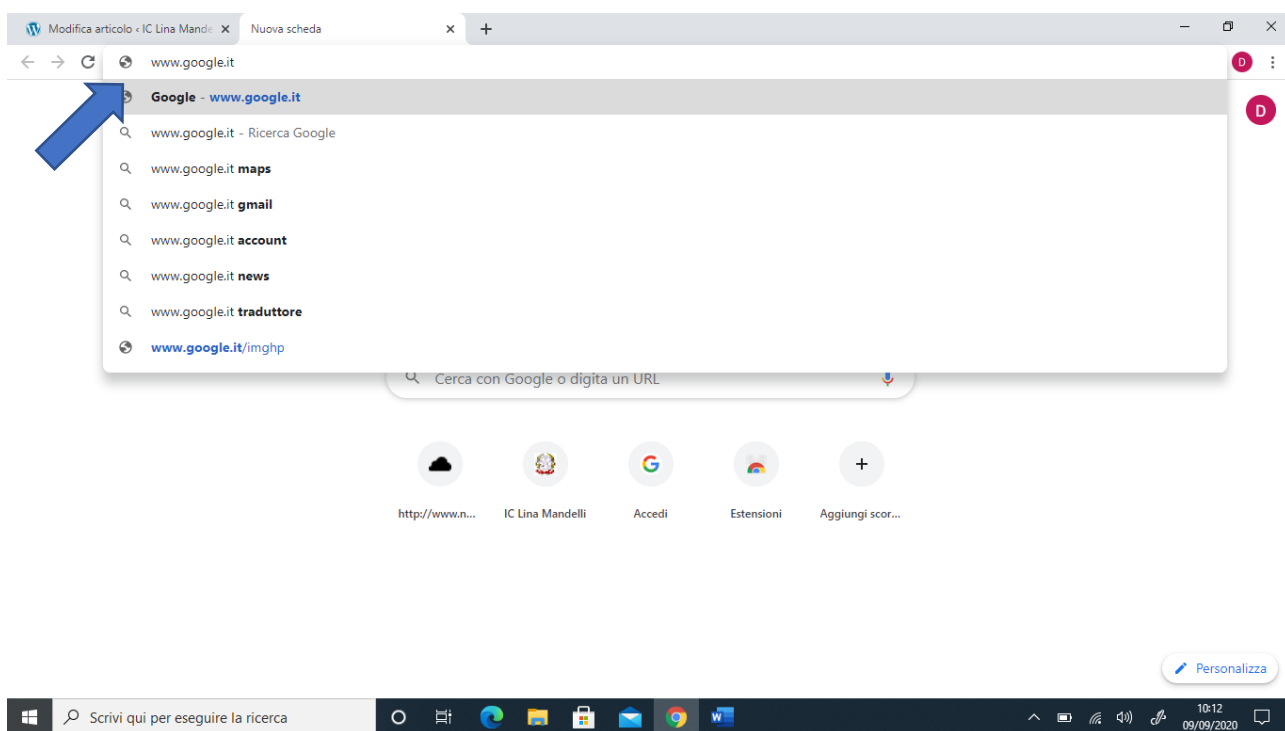 Modifica articolo ‹ IC Lina Mande
Nuova scheda
www.google.it
D
Google - www.google.it
D
www.google.it - Ricerca Google
www.google.it maps
www.google.it gmail
www.google.it account
www.google.it news
www.google.it traduttore
www.google.it/imghp
Cerca con Google o digita un URL
http://www.n... IC Lina Mandelli Accedi Estensioni Aggiungi scor...
Personalizza
Scrivi qui per eseguire la ricerca
10:12
09/09/2020